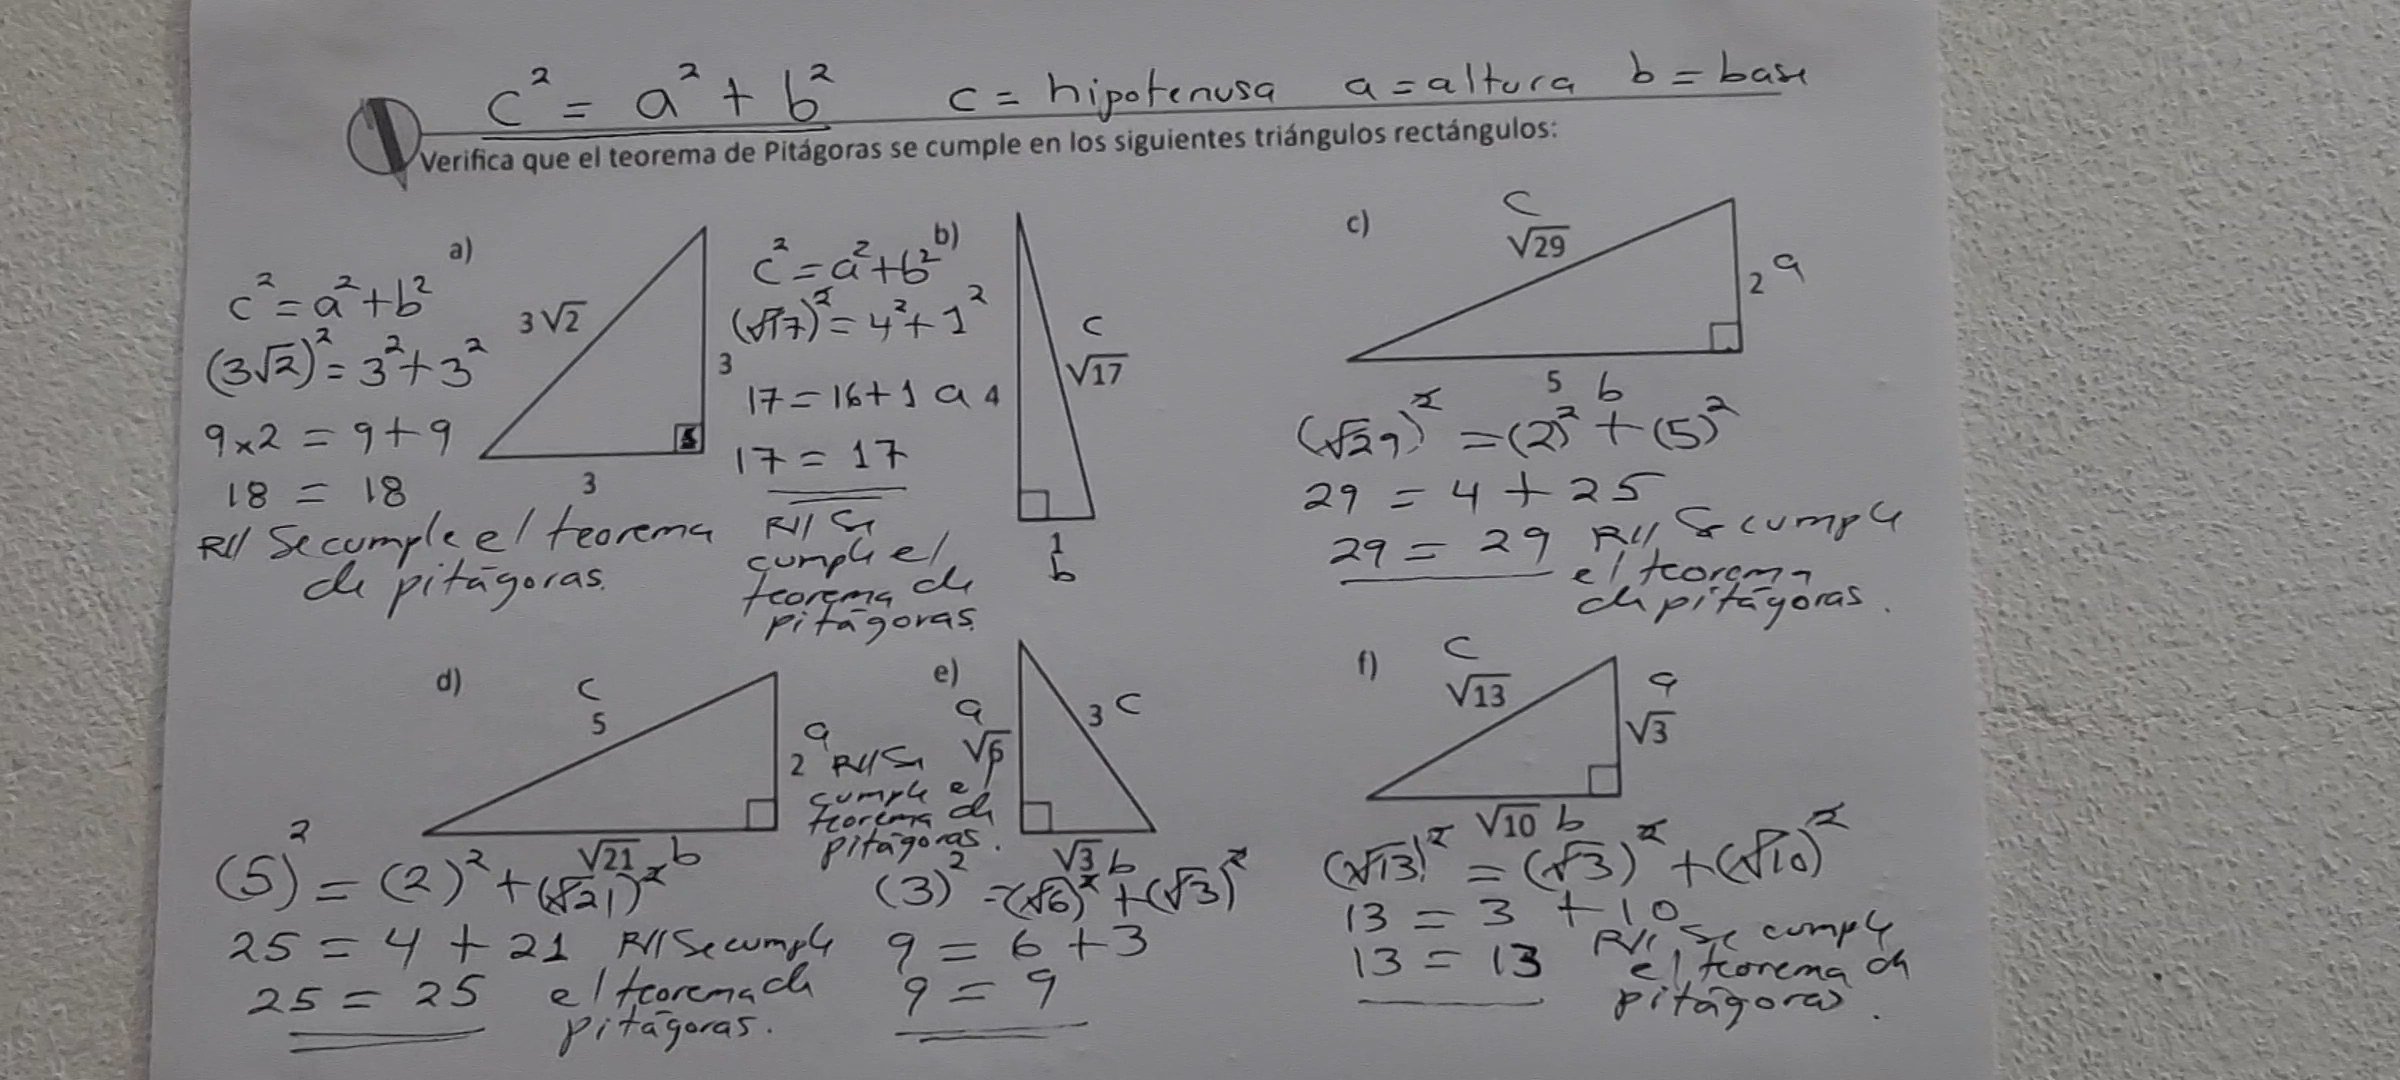 c² = a² + b² c = hipotenusa a = altura b = base
Verifica que el teorema de Pitágoras se cumple en los siguientes triángulos rectángulos:
a)
c² = a² + b²
(3√2)² = 3² + 3²
9 x 2 = 9 + 9
18 = 18
R// Se cumple el teorema
de pitágoras.
3√2
3
3
b)
c² = a² + b²
(√17)² = 4² + 1²
17 = 16 + 1
17 = 17
R// Se
cumple el
teorema de
pitágoras.
a 4
c
√17
1
b
c)
c
√29
2 a
5 b
(√29)² = (2)² + (5)²
29 = 4 + 25
29 = 29
R// Se cumple
el teorema
de pitágoras.
d)
c
5
a
2
√21 b
(5)² = (2)² + (√21)²
25 = 4 + 21
25 = 25
R// Se cumple
el teorema de
pitágoras.
e)
a
√6
3 c
√3 b
R// Se
cumple el
teorema de
pitágoras.
(3)² = (√6)² + (√3)²
9 = 6 + 3
9 = 9
f)
c
√13
a
√3
√10 b
(√13)² = (√3)² + (√10)²
13 = 3 + 10
13 = 13
R// Se cumple
el teorema de
pitágoras.